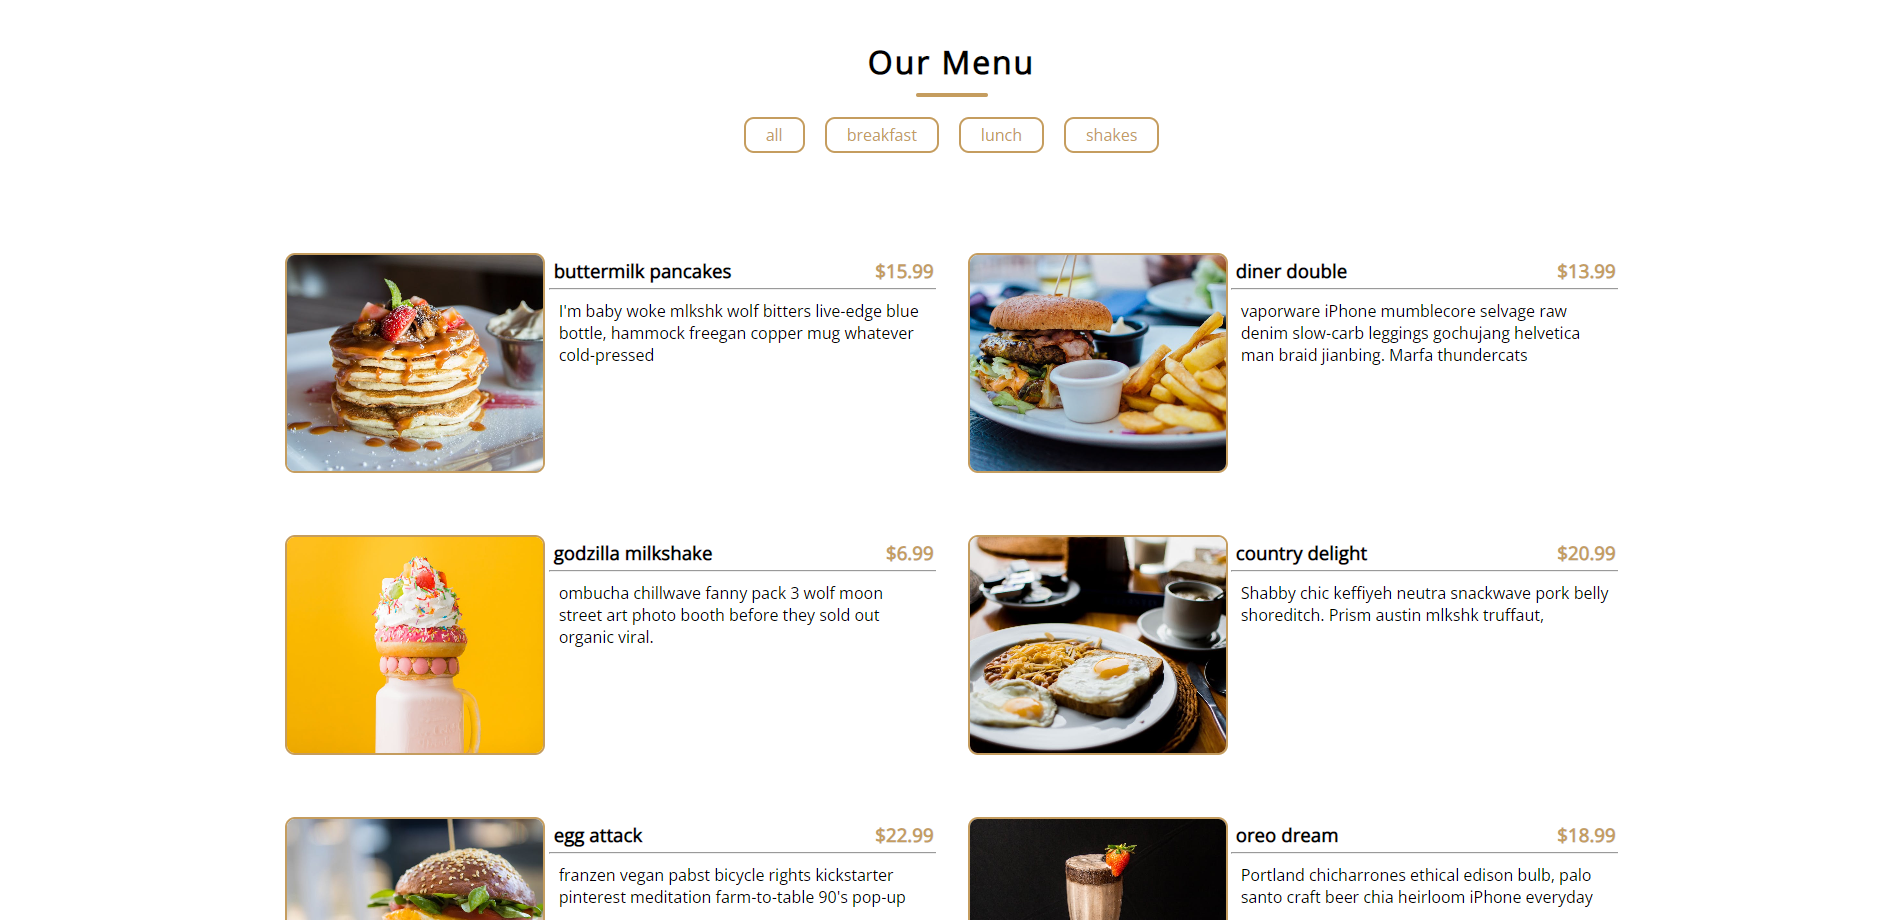 Our Menu
all
breakfast
lunch
shakes
buttermilk pancakes
$15.99
I'm baby woke mlkshk wolf bitters live-edge blue
bottle, hammock freegan copper mug whatever
cold-pressed
diner double
$13.99
vaporware iPhone mumblecore selvage raw
denim slow-carb leggings gochujang helvetica
man braid jianbing. Marfa thundercats
godzilla milkshake
$6.99
ombucha chillwave fanny pack 3 wolf moon
street art photo booth before they sold out
organic viral.
country delight
$20.99
Shabby chic keffiyeh neutra snackwave pork belly
shoreditch. Prism austin mlkshk truffaut,
egg attack
$22.99
franzen vegan pabst bicycle rights kickstarter
pinterest meditation farm-to-table 90's pop-up
oreo dream
$18.99
Portland chicharrones ethical edison bulb, palo
santo craft beer chia heirloom iPhone everyday